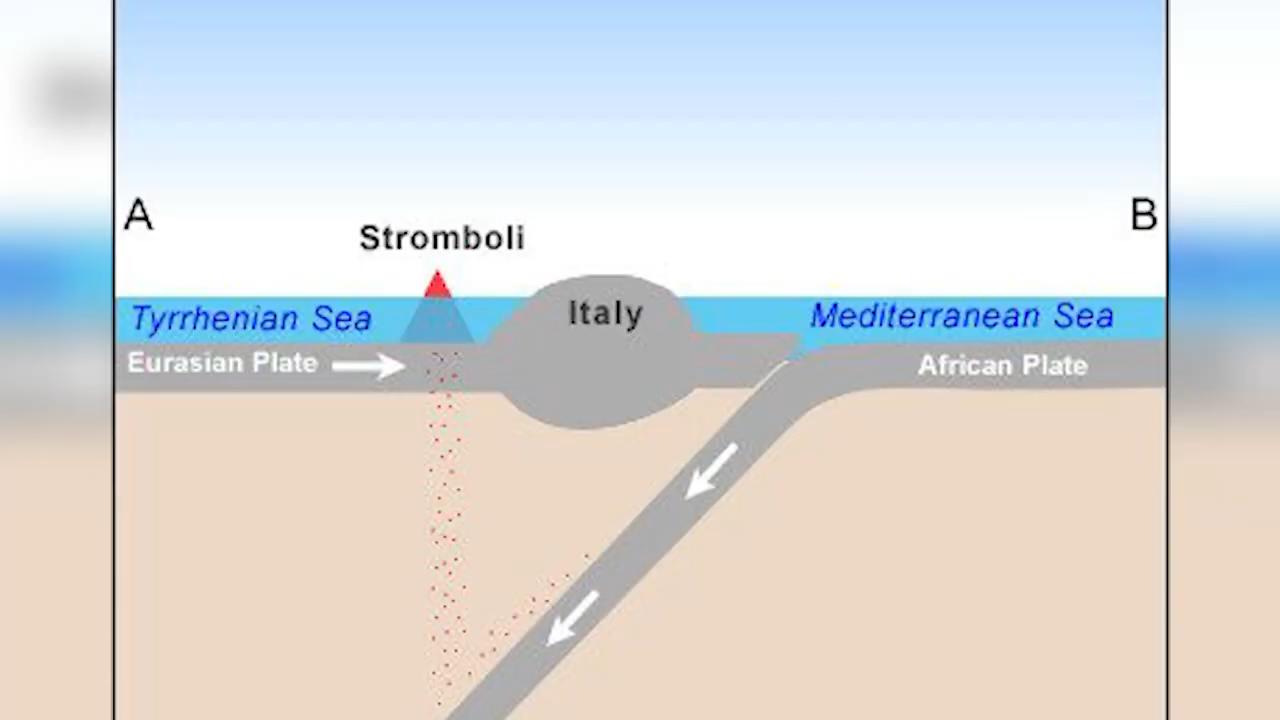 A
B
Stromboli
Italy
Tyrrhenian Sea
Mediterranean Sea
Eurasian Plate
African Plate